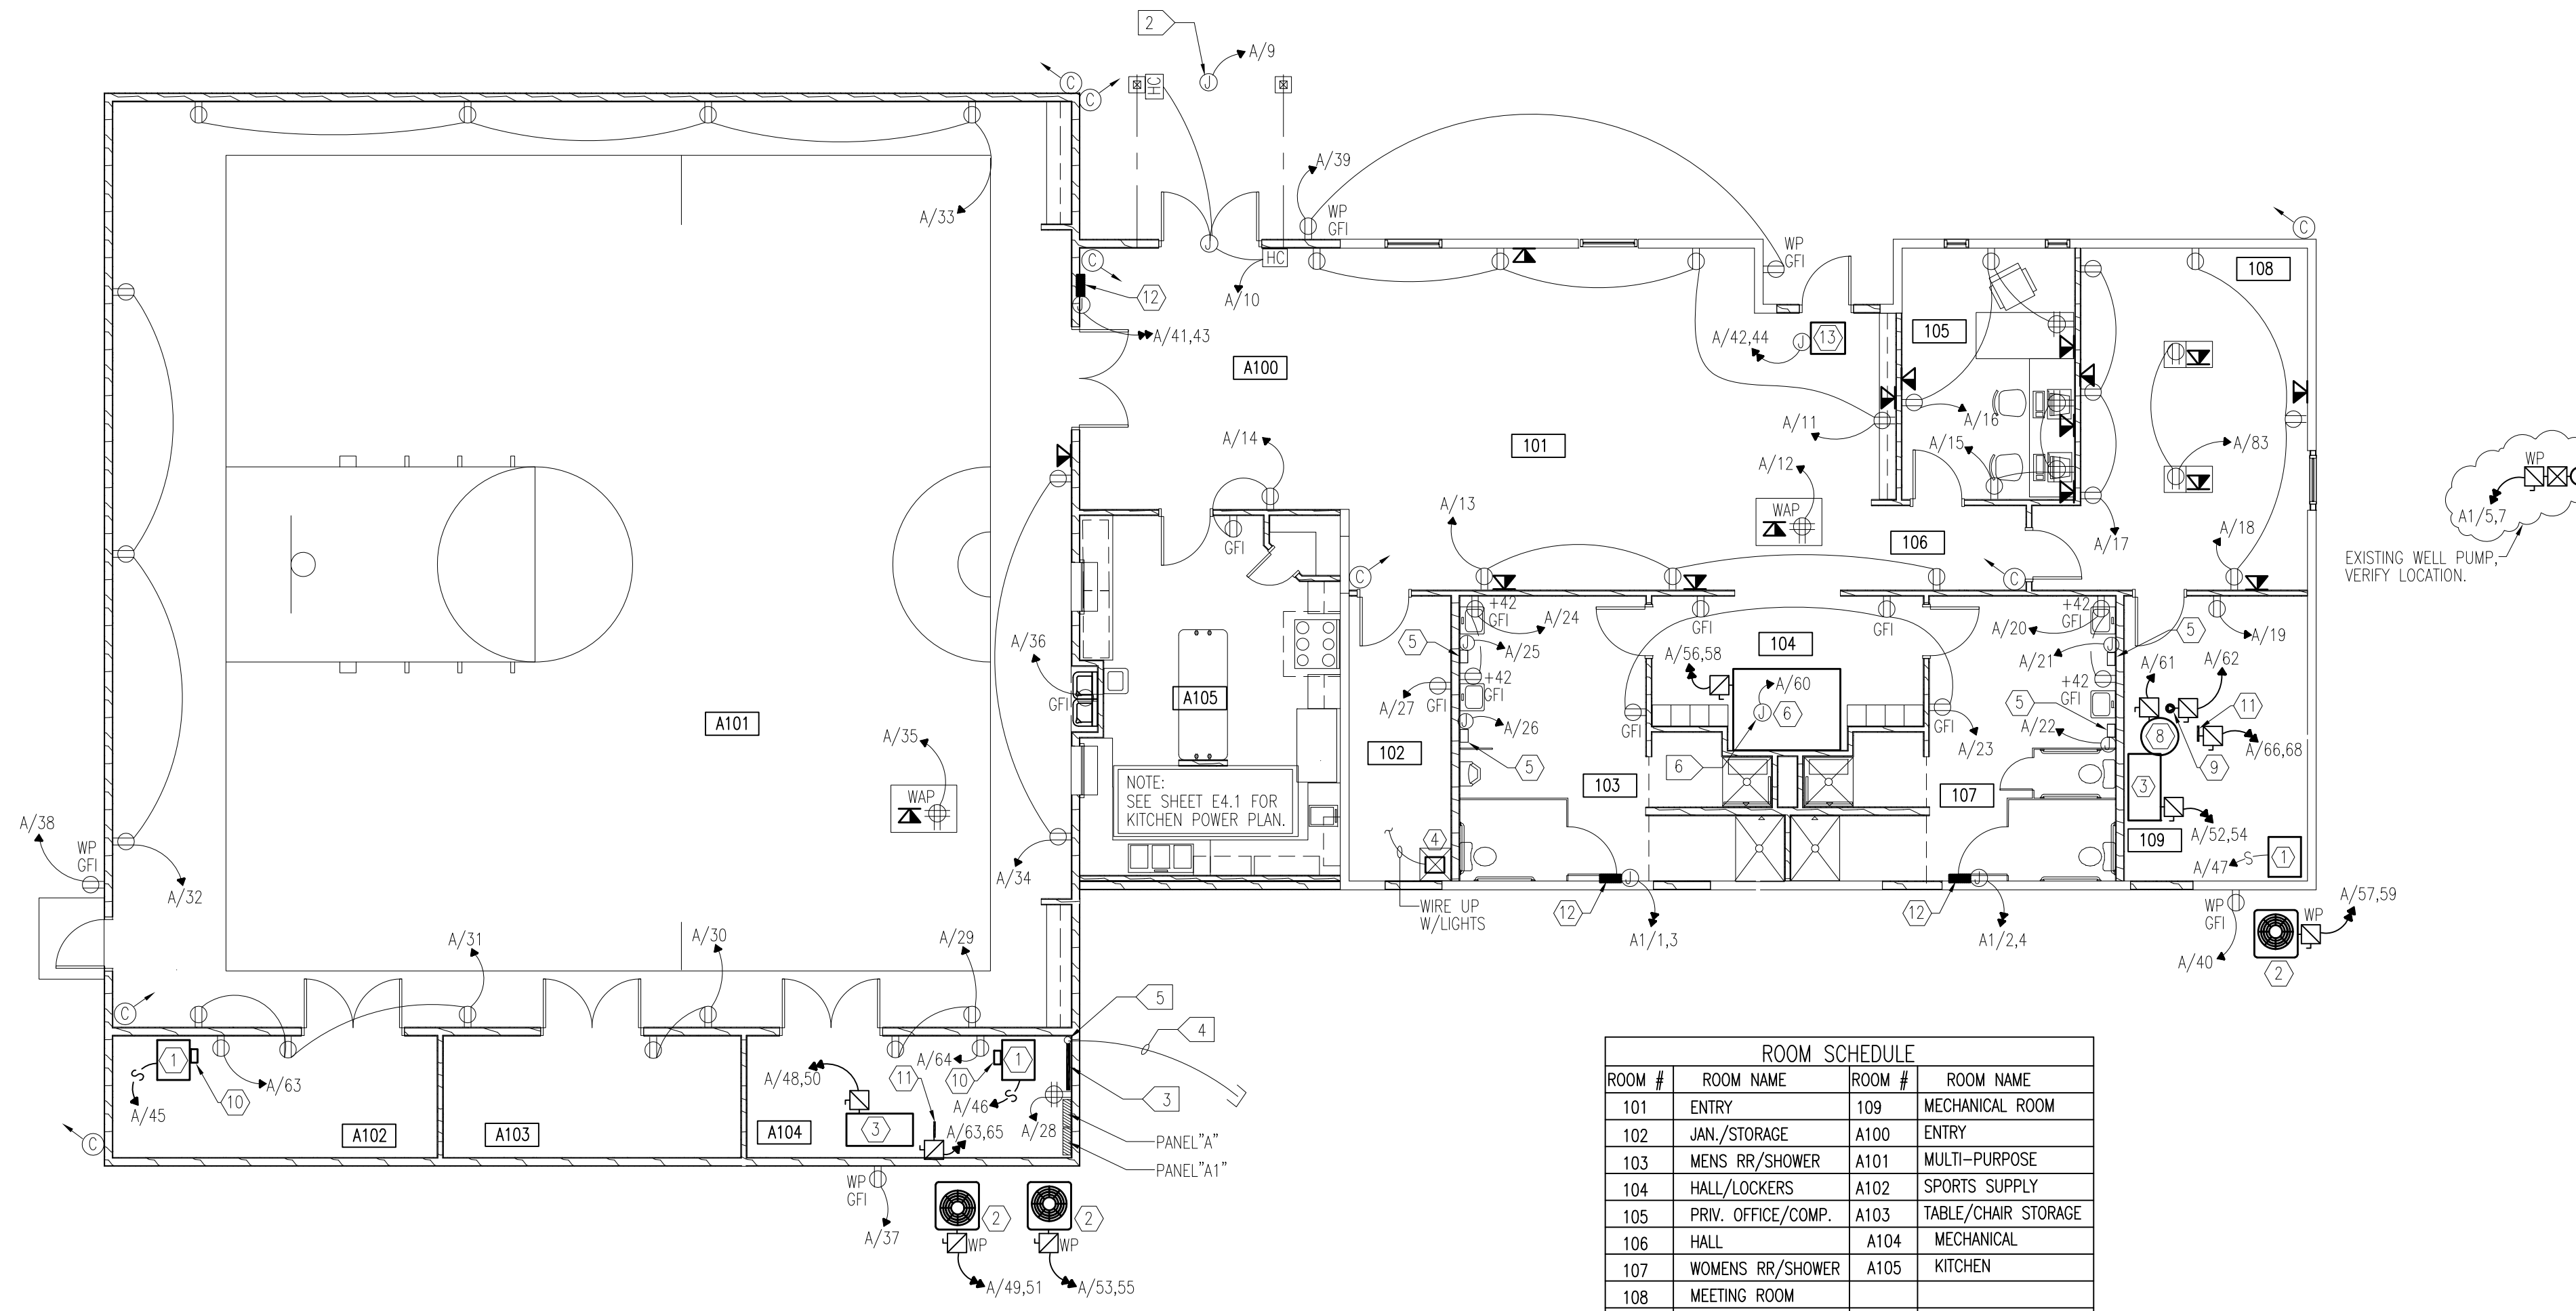 2
A/9
C
C
HC
A/39
WP
GFI
A/33
WP
GFI
C
C
J
HC
12
J
A/10
108
A/41,43
A/42,44
J
13
105
A100
A/14
A/11
A/16
A/15
101
A/12
A/83
WP
A1/5,7
EXISTING WELL PUMP,
VERIFY LOCATION.
A/13
WAP
GFI
106
A/17
A/18
C
C
+42
GFI
A/24
GFI
GFI
+42
GFI
A/20
5
A/19
A/36
5
J
A/25
104
A/21
J
A/61
A/62
A/56,58
A/60
+42
GFI
+42
GFI
A105
GFI
A/27
GFI
J
6
GFI
GFI
5
11
A101
J
A/26
A/23
A/22
J
8
A/66,68
A/35
102
5
6
9
NOTE:
SEE SHEET E4.1 FOR
KITCHEN POWER PLAN.
103
107
3
WAP
A/38
WP
GFI
4
109
A/52,54
A/47
S
1
A/32
A/34
12
J
12
J
WIRE UP
W/LIGHTS
WP
GFI
WP
A/57,59
A1/1,3
A1/2,4
A/40
2
A/31
A/30
A/29
C
5
4
1
A/64
1
S
A/63
A/48,50
11
10
S
3
10
A/45
A/46
A102
A103
A104
3
A/63,65
A/28
PANEL"A"
PANEL"A1"
C
WP
GFI
A/37
2
2
WP
WP
A/49,51
A/53,55
ROOM SCHEDULE
ROOM # ROOM NAME ROOM # ROOM NAME
101 ENTRY 109 MECHANICAL ROOM
102 JAN./STORAGE A100 ENTRY
103 MENS RR/SHOWER A101 MULTI-PURPOSE
104 HALL/LOCKERS A102 SPORTS SUPPLY
105 PRIV. OFFICE/COMP. A103 TABLE/CHAIR STORAGE
106 HALL A104 MECHANICAL
107 WOMENS RR/SHOWER A105 KITCHEN
108 MEETING ROOM